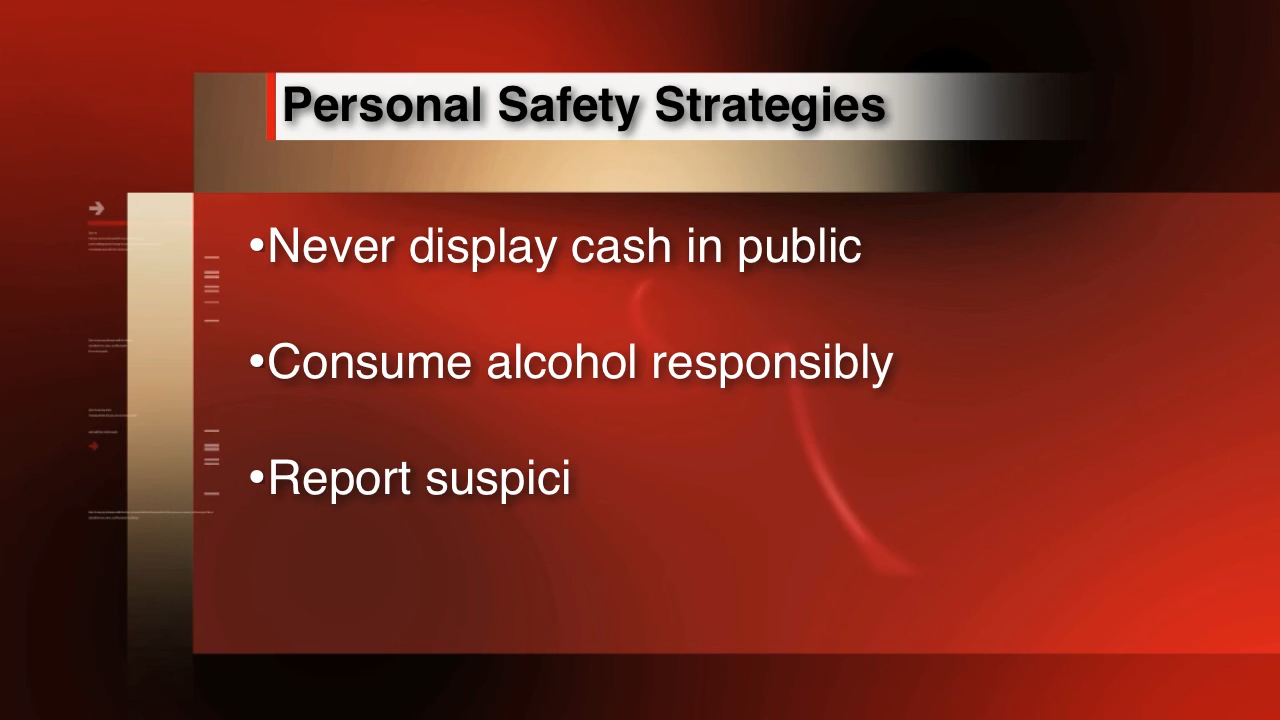 Personal Safety Strategies
•Never display cash in public
•Consume alcohol responsibly
•Report suspici